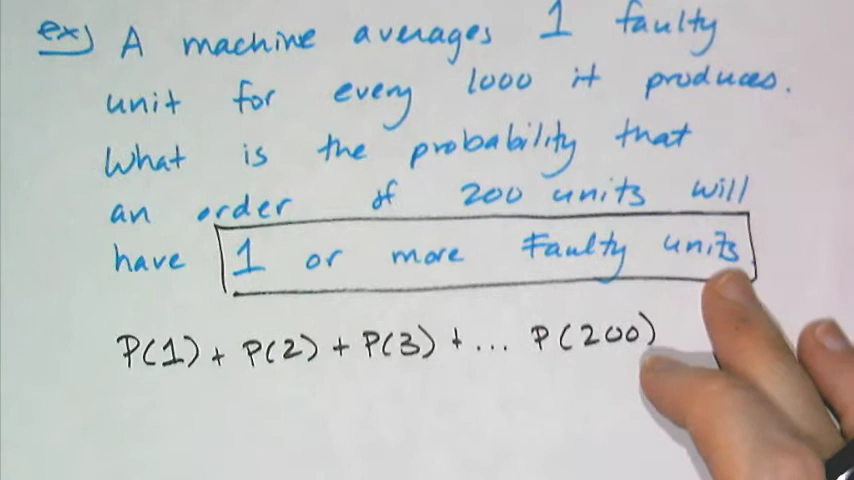 ex) A machine averages 1 faulty
unit for every 1000 it produces.
What is the probability that
an order of 200 units will
have 1 or more Faulty units.
P(1) + P(2) + P(3) + ... P(200)